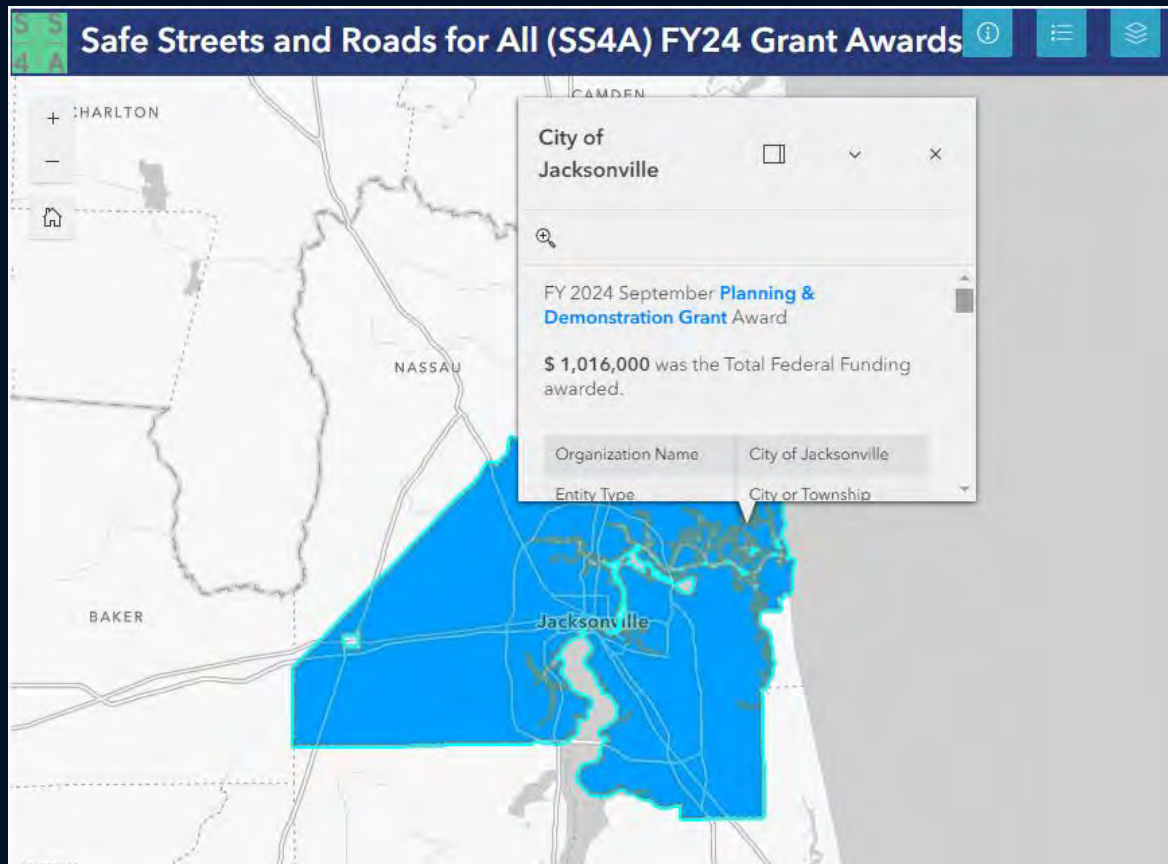 S S
4 A
Safe Streets and Roads for All (SS4A) FY24 Grant Awards
CAMDEN
CHARLTON
City of
Jacksonville
FY 2024 September Planning &
Demonstration Grant Award
$ 1,016,000 was the Total Federal Funding
awarded.
NASSAU
Organization Name City of Jacksonville
Entity Type City or Township
BAKER
Jacksonville